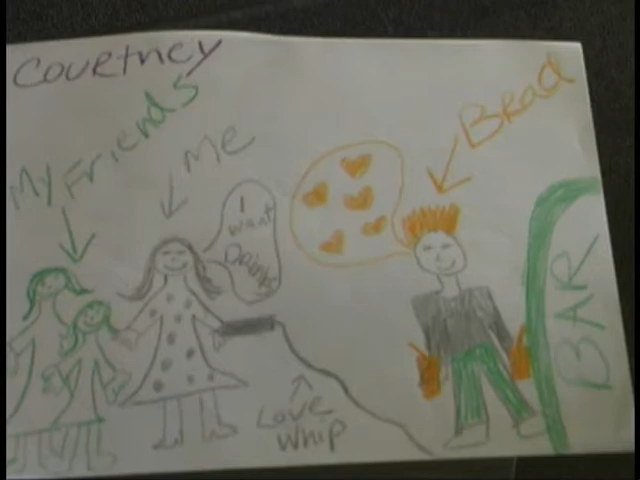 Courtney
My Friends
Me
Brad
I
want
Drinks
BAR
Love
Whip